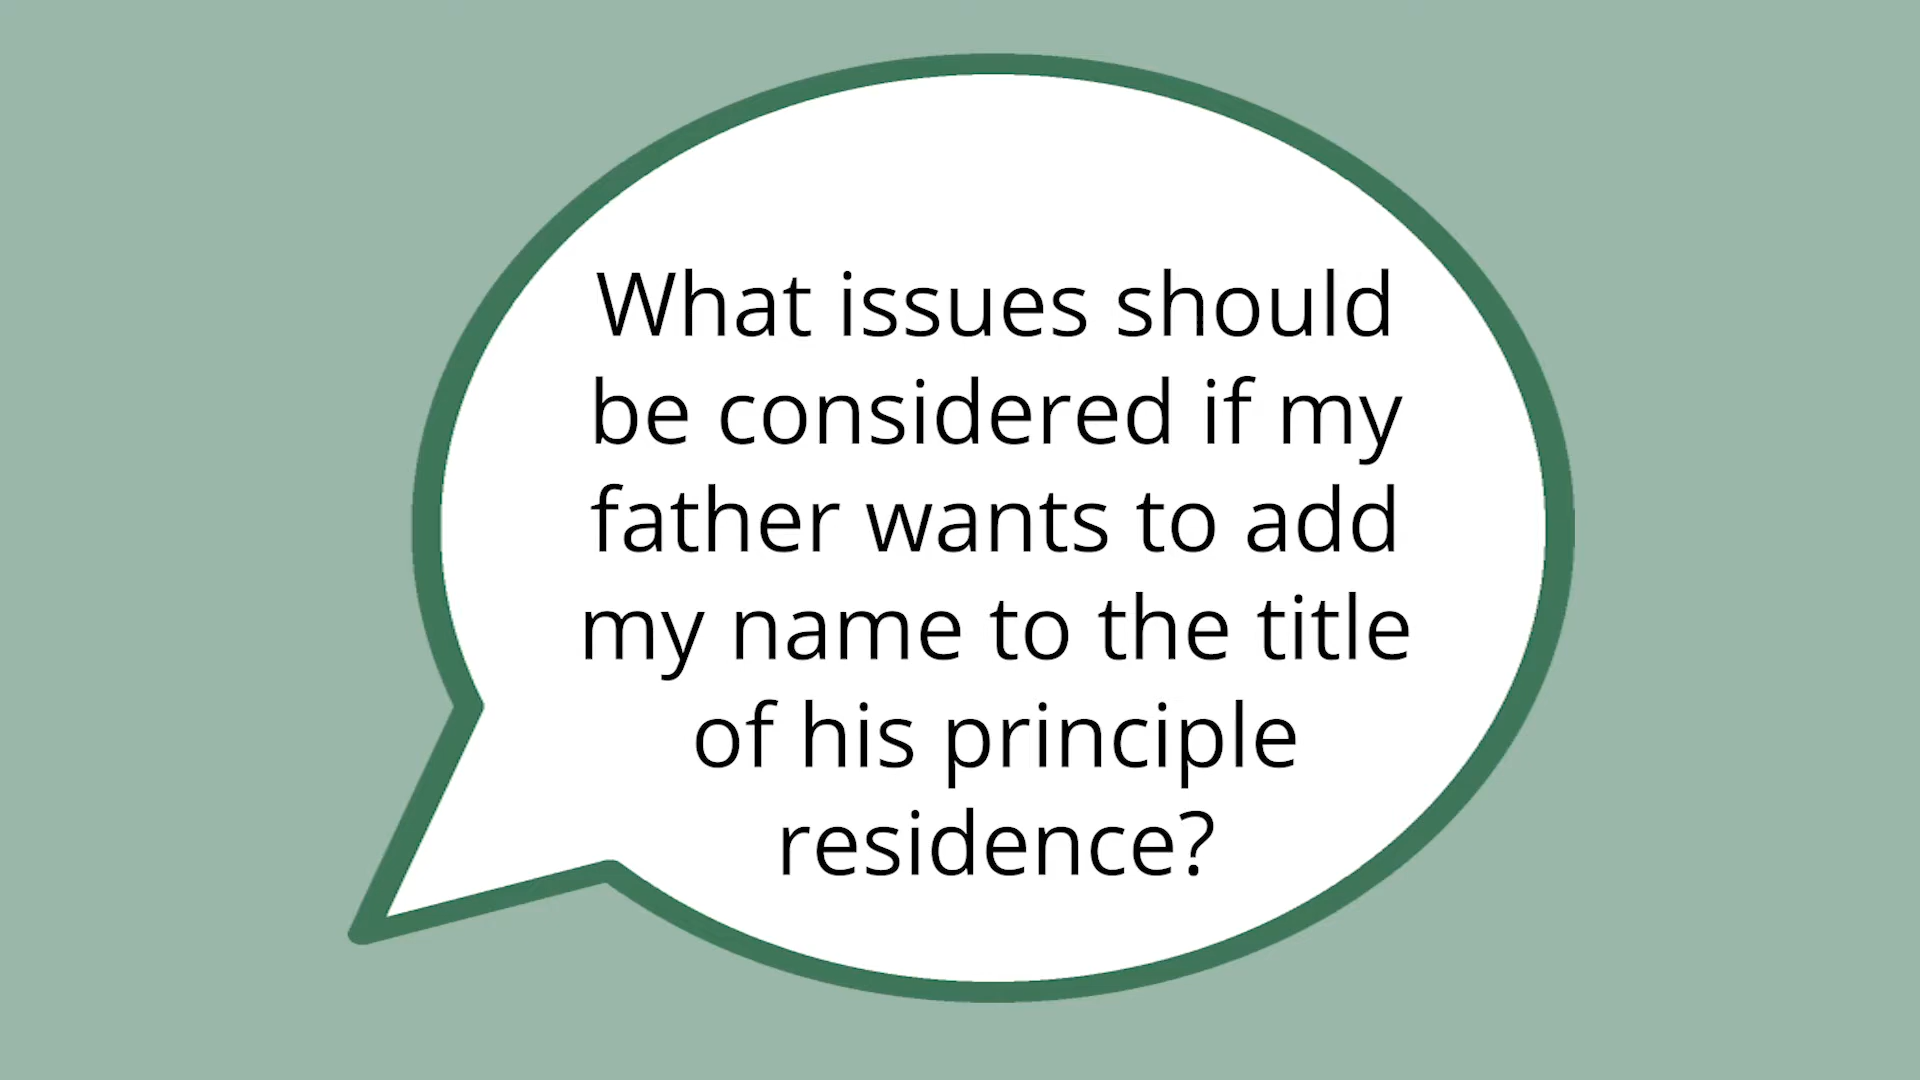 What issues should
be considered if my
father wants to add
my name to the title
of his principle
residence?